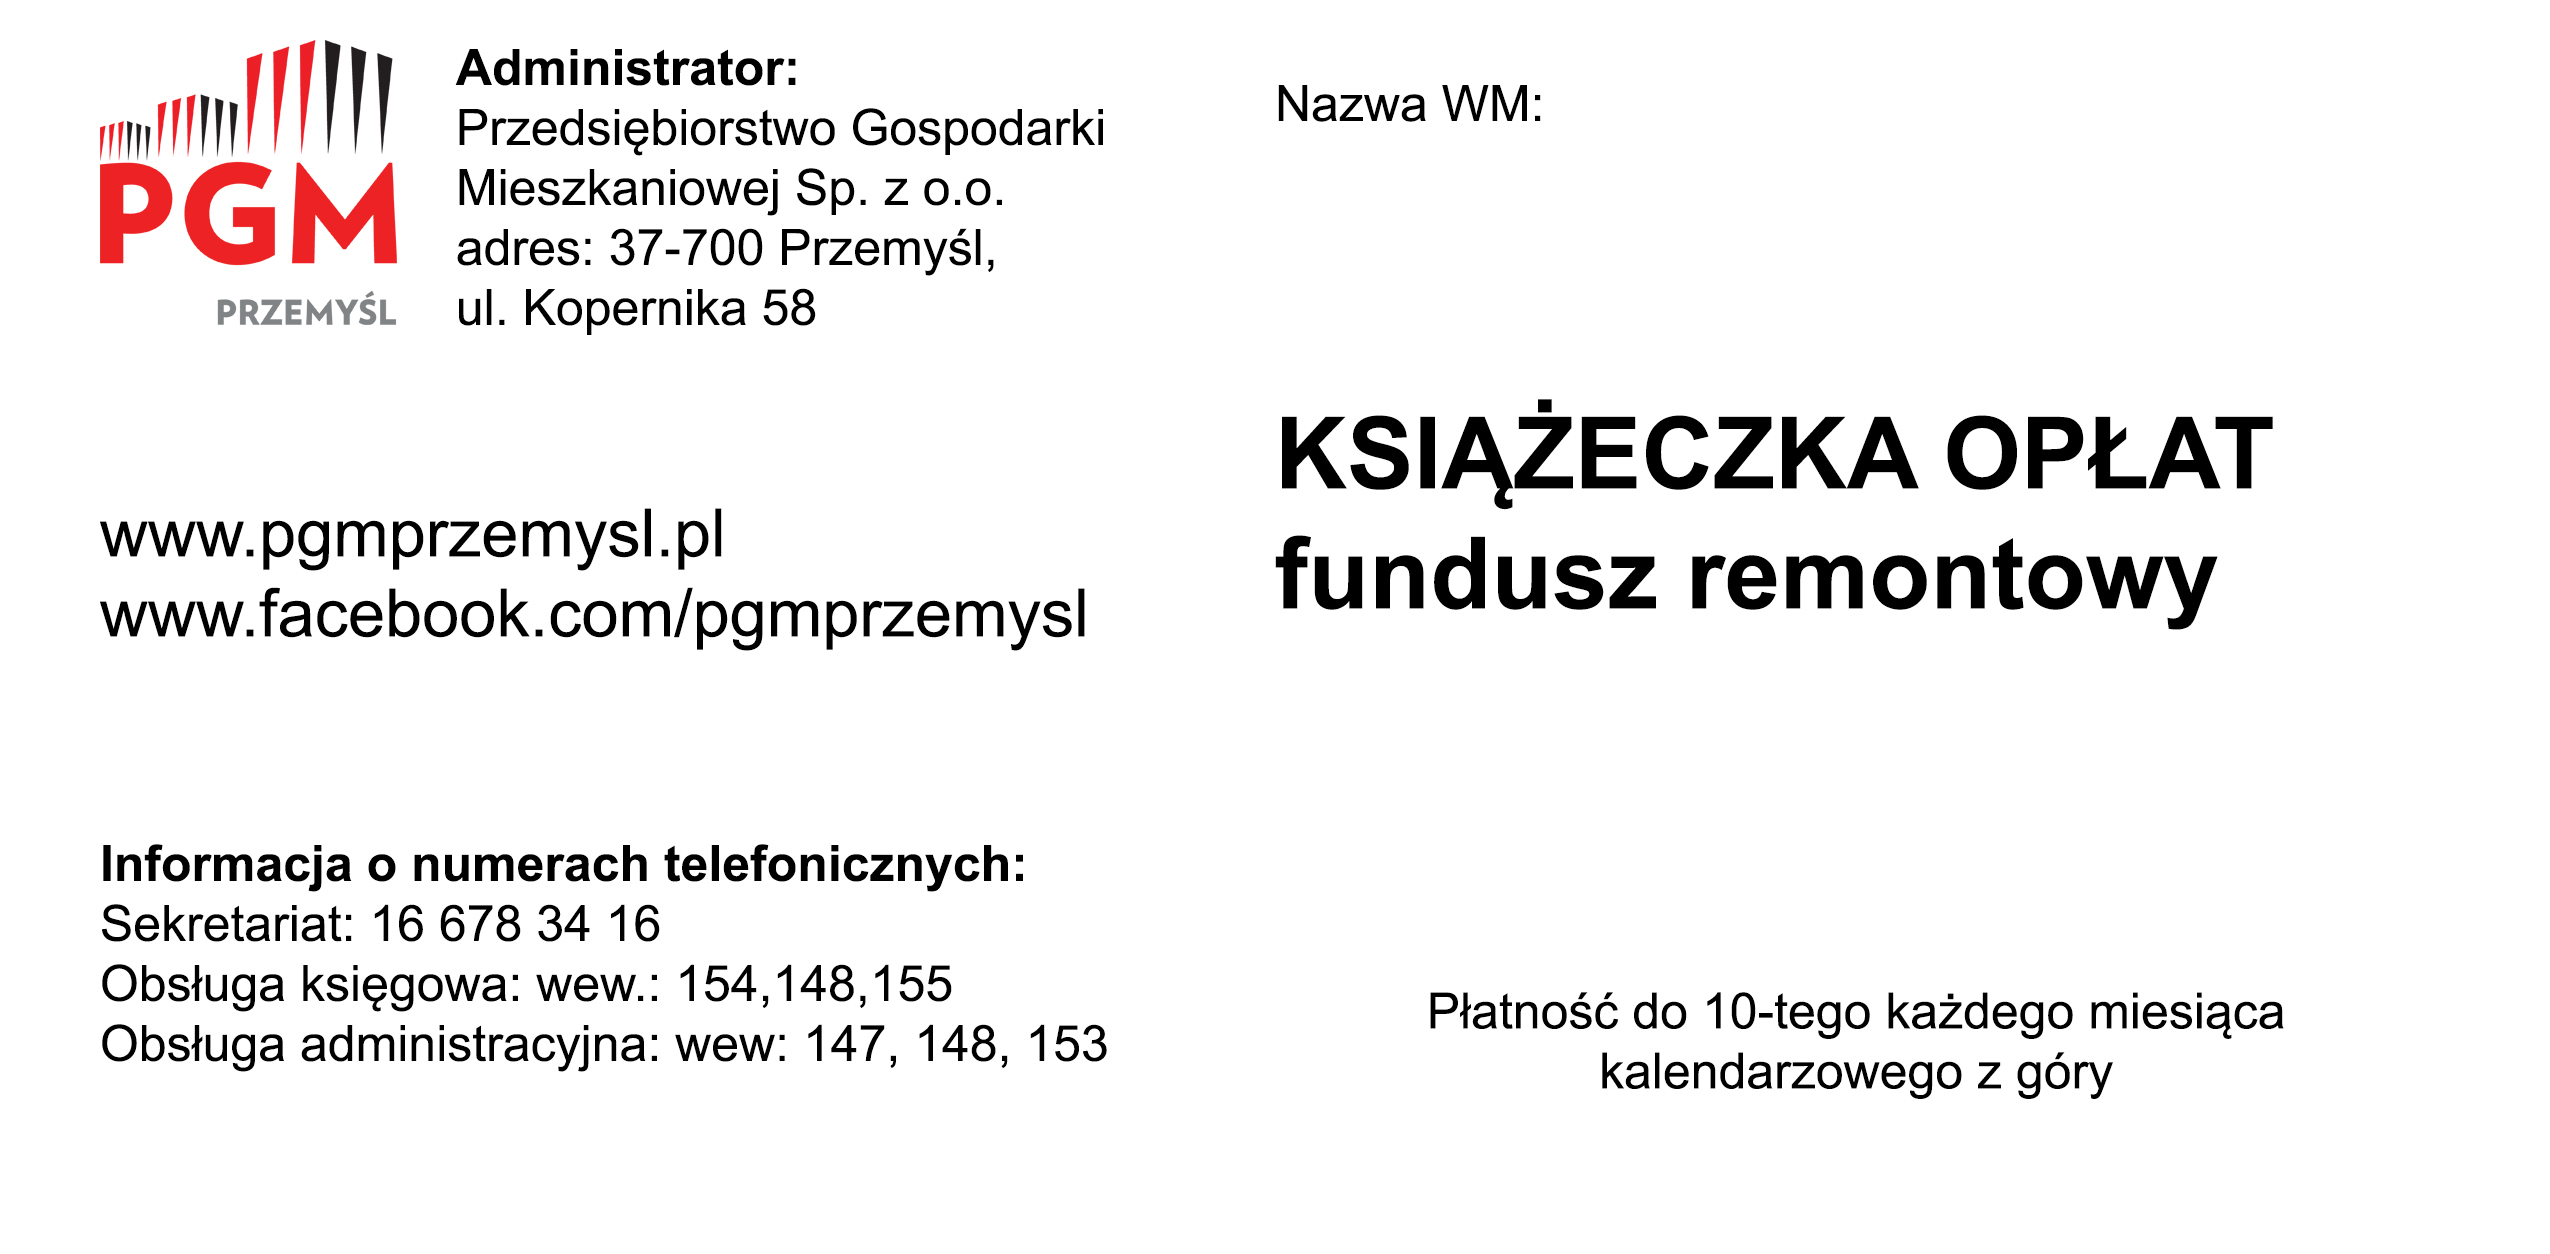 PGM
PRZEMYŚL
Administrator:
Przedsiębiorstwo Gospodarki
Mieszkaniowej Sp. z o.o.
adres: 37-700 Przemyśl,
ul. Kopernika 58
www.pgmprzemysl.pl
www.facebook.com/pgmprzemysl
Informacja o numerach telefonicznych:
Sekretariat: 16 678 34 16
Obsługa księgowa: wew.: 154,148,155
Obsługa administracyjna: wew: 147, 148, 153
Nazwa WM:
KSIĄŻECZKA OPŁAT
fundusz remontowy
Płatność do 10-tego każdego miesiąca
kalendarzowego z góry